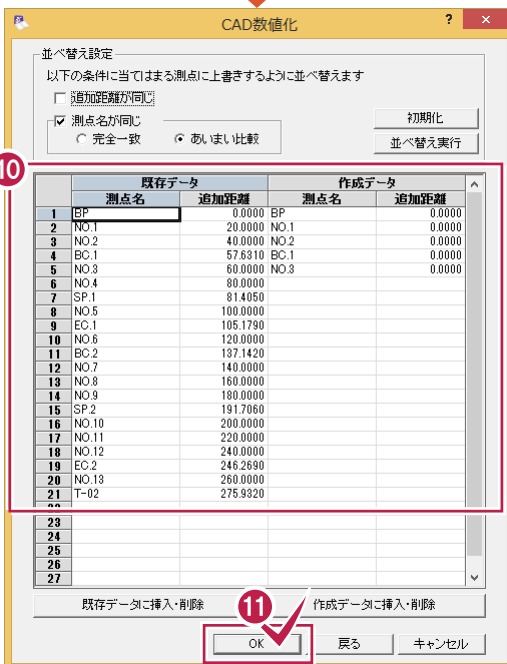 CAD数値化 ? ×
並べ替え設定
以下の条件に当てはまる測点に上書きするように並べ替えます
追加距離が同じ
測点名が同じ
初期化
完全一致 あいまい比較
並べ替え実行
10
既存データ 作成データ
測点名 追加距離 測点名 追加距離
1 BP 0.0000 BP 0.0000
2 NO.1 20.0000 NO.1 0.0000
3 NO.2 40.0000 NO.2 0.0000
4 BC.1 57.6310 BC.1 0.0000
5 NO.3 60.0000 NO.3 0.0000
6 NO.4 80.0000
7 SP.1 81.4050
8 NO.5 100.0000
9 EC.1 105.1790
10 NO.6 120.0000
11 BC.2 137.1420
12 NO.7 140.0000
13 NO.8 160.0000
14 NO.9 180.0000
15 SP.2 191.7060
16 NO.10 200.0000
17 NO.11 220.0000
18 NO.12 240.0000
19 EC.2 246.2690
20 NO.13 260.0000
21 T-02 275.9320
22
23
24
25
26
27
既存データに挿入・削除 作成データに挿入・削除
11
OK 戻る キャンセル